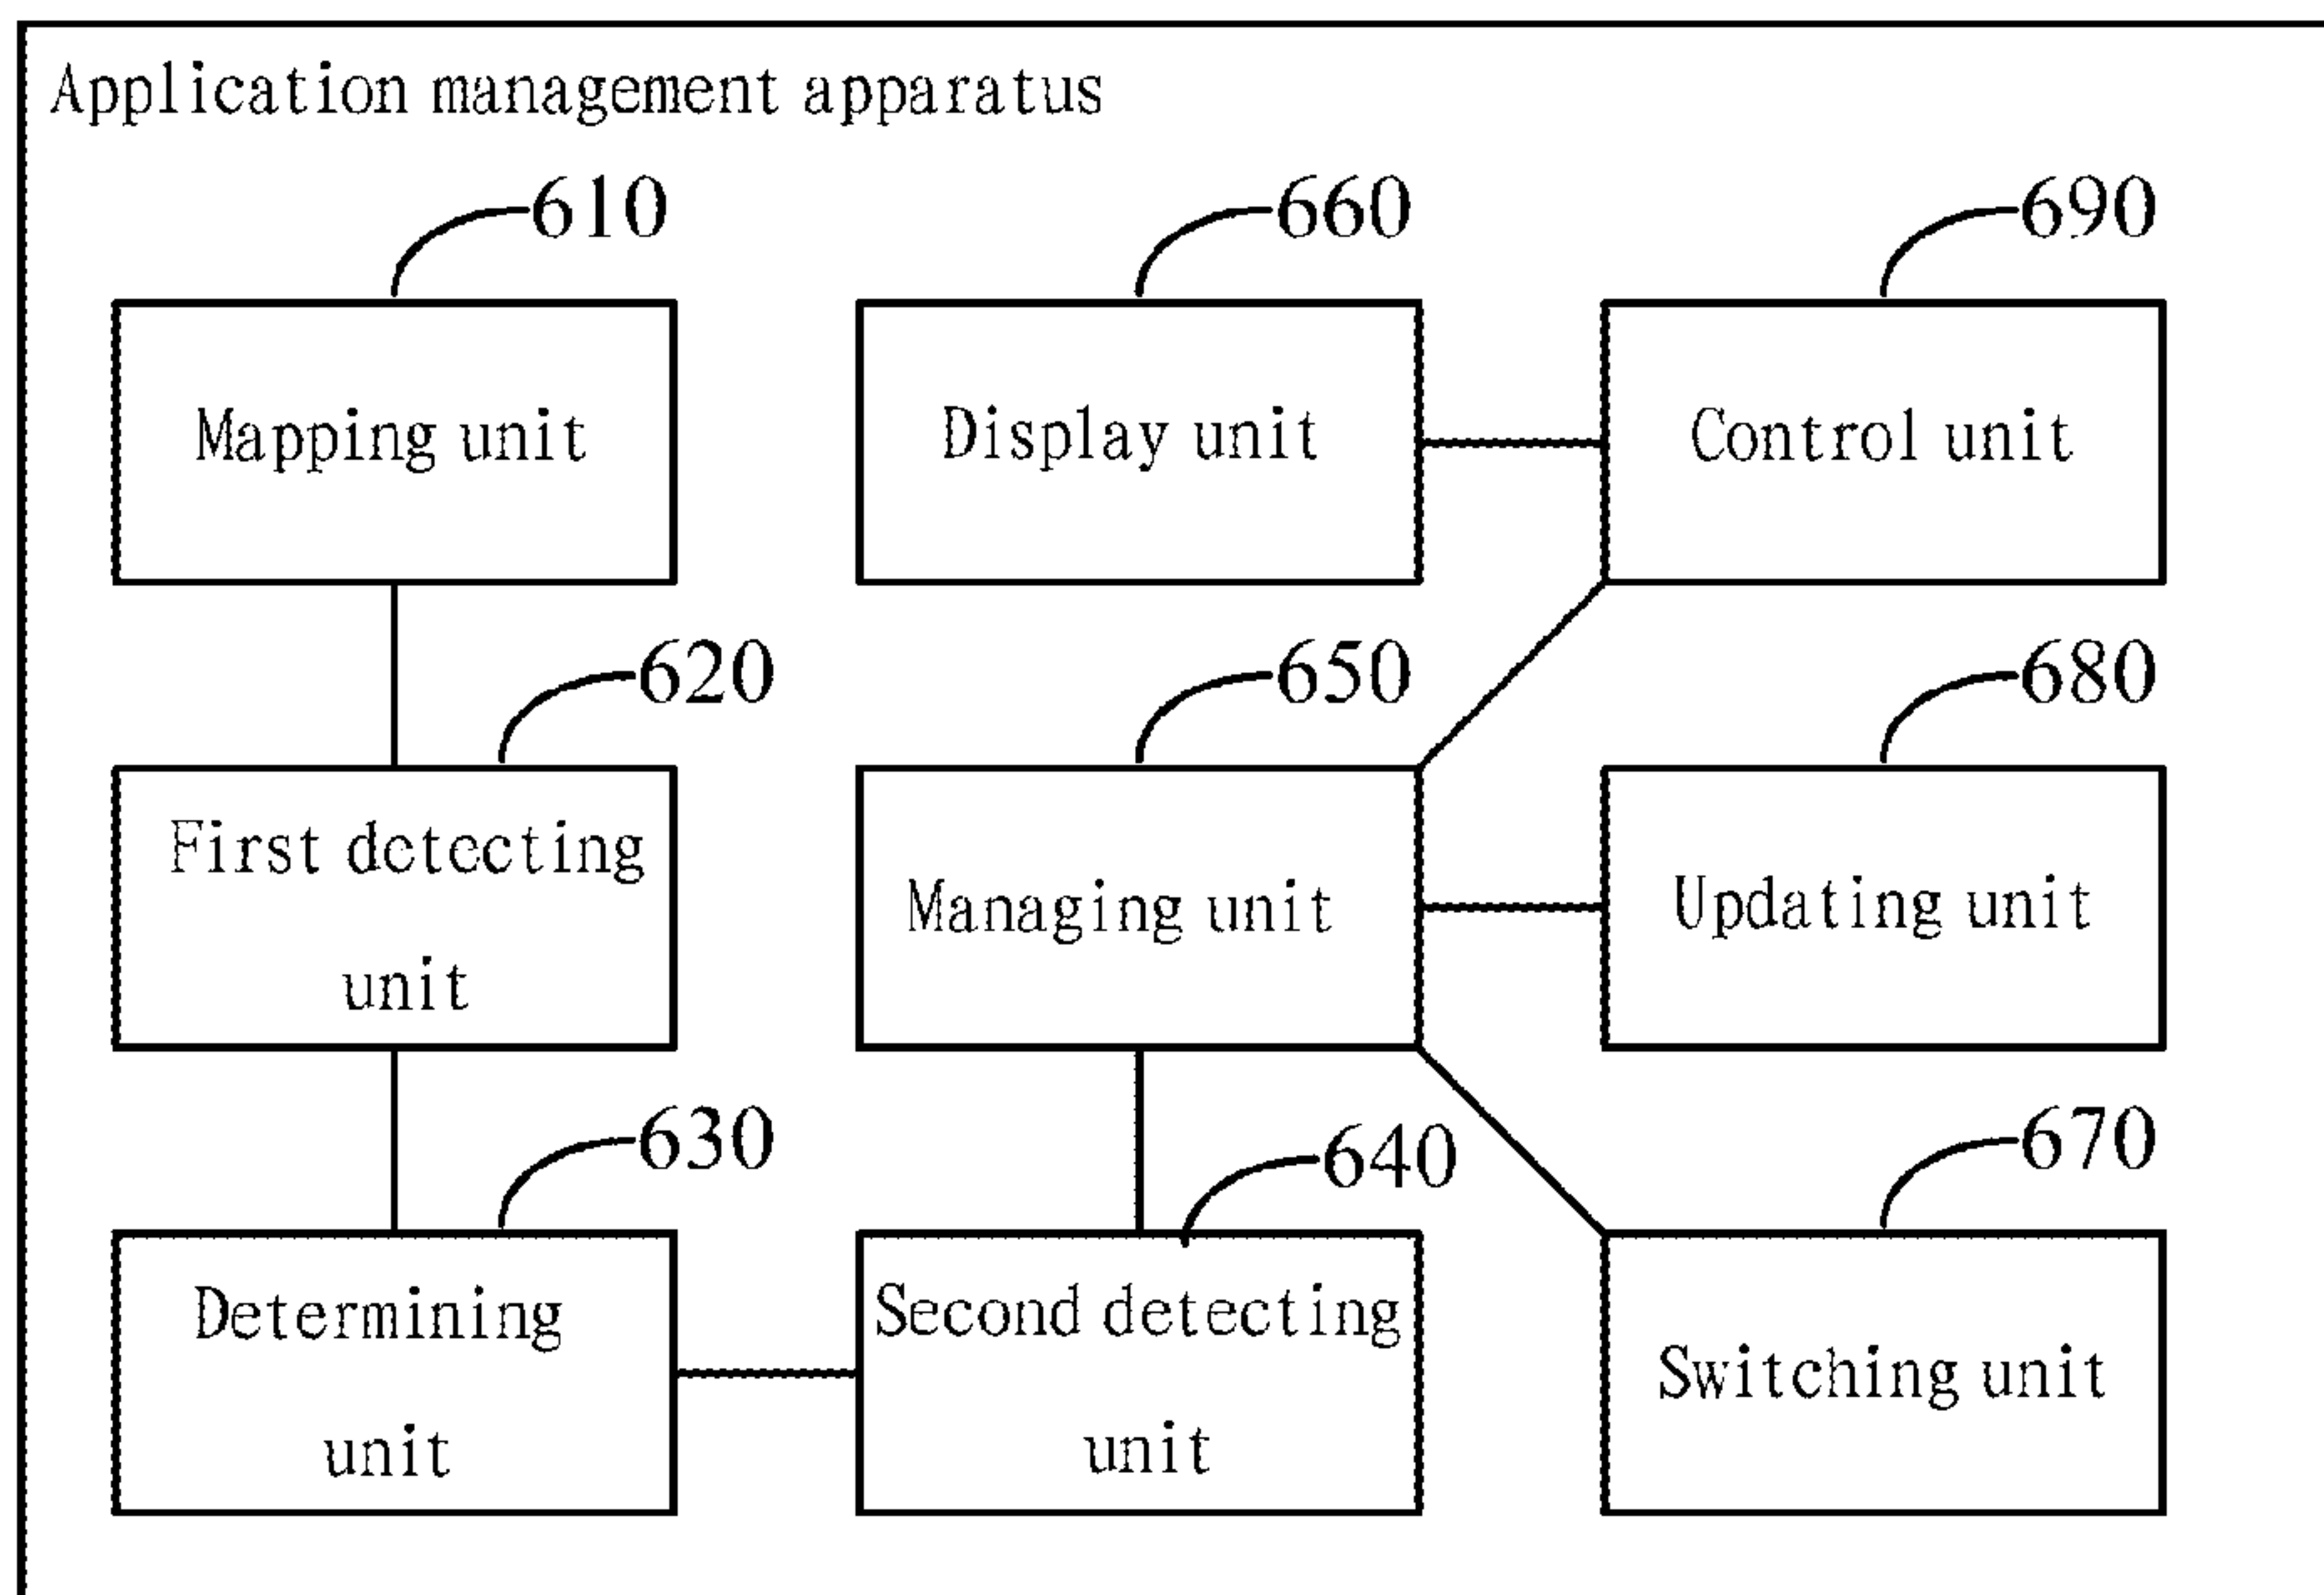 Application management apparatus
610
660
690
Mapping unit
Display unit
Control unit
620
650
680
First detecting
unit
Managing unit
Updating unit
630
640
670
Determining
unit
Second detecting
unit
Switching unit